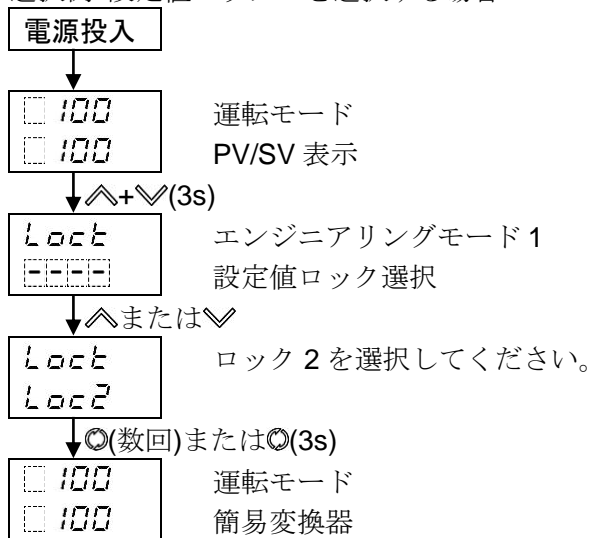 電源投入
100 運転モード
100 PV/SV 表示
︿+﹀(3s)
Lock エンジニアリングモード 1
---- 設定値ロック選択
︿または﹀
Lock ロック 2 を選択してください。
Loc2
(数回)または(3s)
100 運転モード
100 簡易変換器